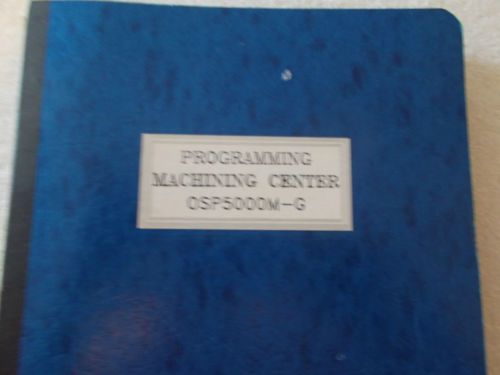 PROGRAMMING
MACHINING CENTER
OSP5000M-G